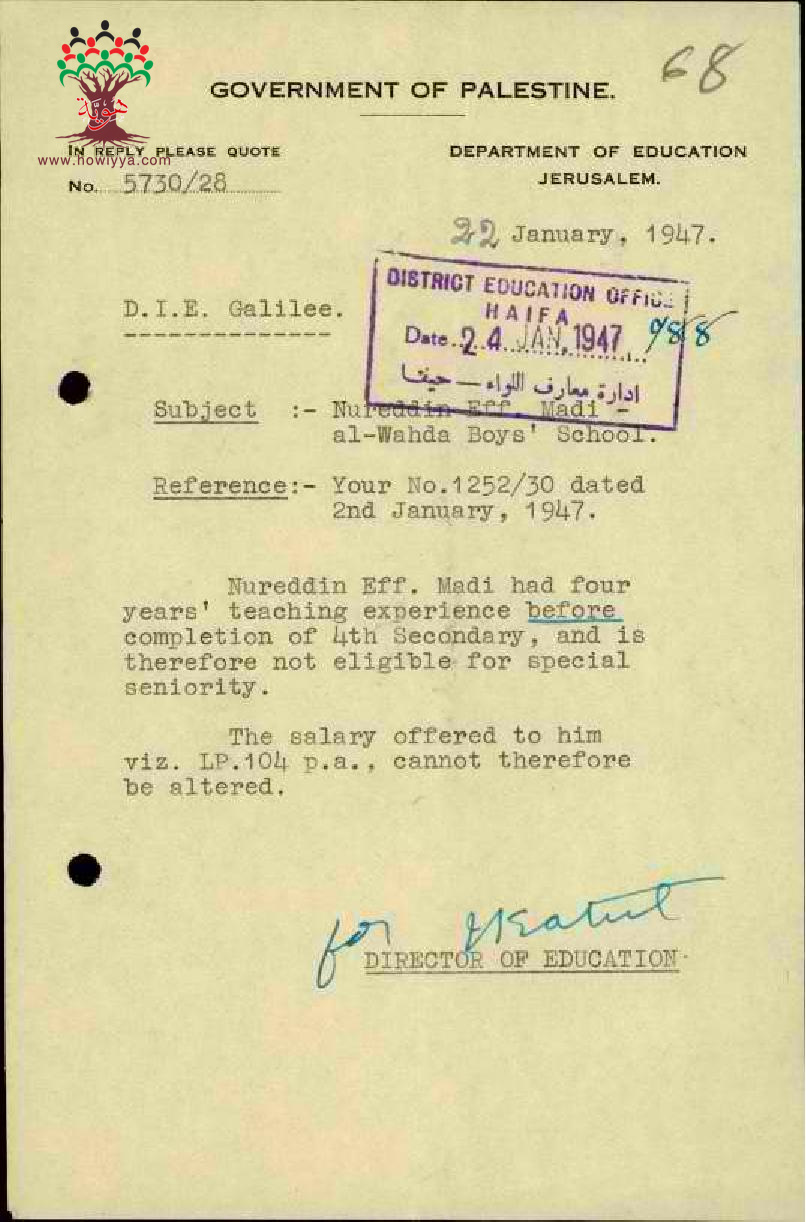 68
هوية
www.howiyya.com
GOVERNMENT OF PALESTINE.
IN REPLY PLEASE QUOTE
No. 5730/28
DEPARTMENT OF EDUCATION
JERUSALEM.
22 January, 1947.
D.I.E. Galilee.
DISTRICT EDUCATION OFFICE
HAIFA
Date 24 JAN, 1947
ادارة معارف اللواء — حيفا
Subject :- Nureddin Eff. Madi -
al-Wahda Boys' School.
Reference:- Your No.1252/30 dated
2nd January, 1947.
Nureddin Eff. Madi had four
years' teaching experience before
completion of 4th Secondary, and is
therefore not eligible for special
seniority.
The salary offered to him
viz. LP.104 p.a., cannot therefore
be altered.
for
DIRECTOR OF EDUCATION